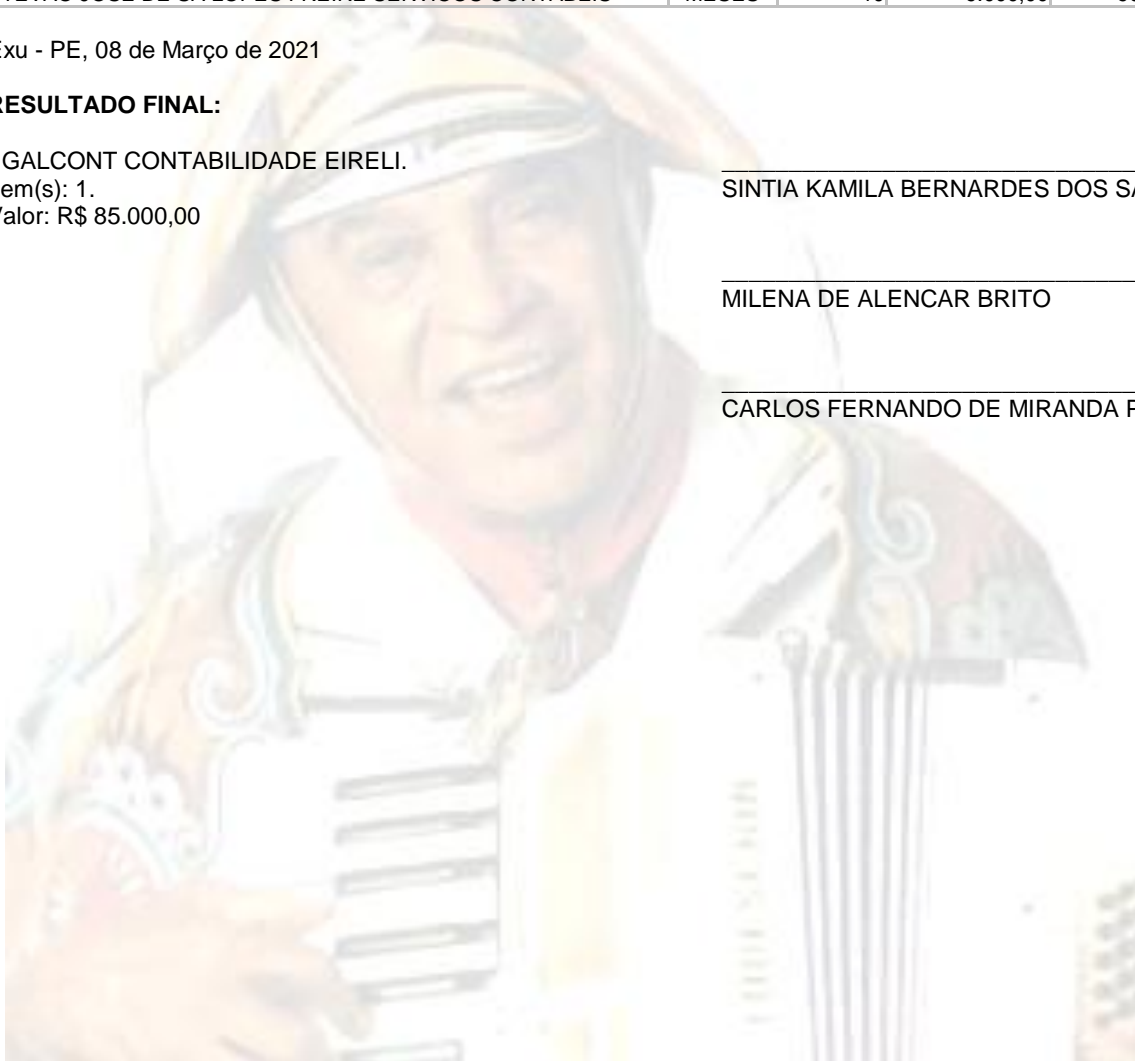 Exu - PE, 08 de Março de 2021
RESULTADO FINAL:
GALCONT CONTABILIDADE EIRELI.
em(s): 1.
Valor: R$ 85.000,00
SINTIA KAMILA BERNARDES DOS SA
MILENA DE ALENCAR BRITO
CARLOS FERNANDO DE MIRANDA